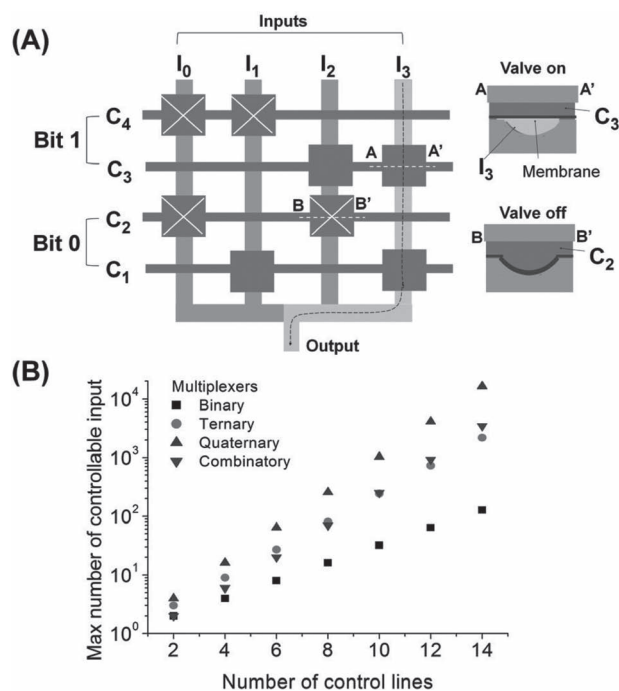 (A)
Inputs
I0 I1 I2 I3
C4
Bit 1
C3
A A'
C2
B B'
Bit 0
C1
Output
Valve on
A A'
C3
I3
Membrane
Valve off
B B'
C2
(B)
Max number of controllable input
10^4
10^3
10^2
10^1
10^0
Multiplexers
Binary
Ternary
Quaternary
Combinatory
2 4 6 8 10 12 14
Number of control lines